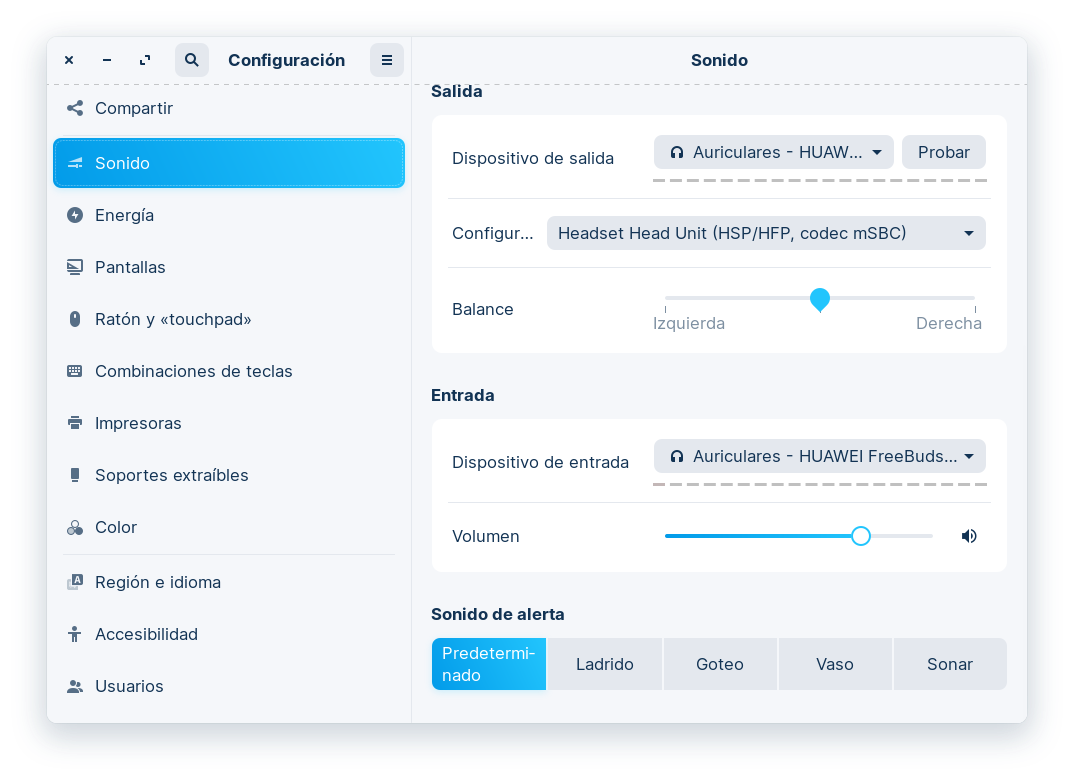 Configuración
Sonido
Compartir
Sonido
Energía
Pantallas
Ratón y «touchpad»
Combinaciones de teclas
Impresoras
Soportes extraíbles
Color
Región e idioma
Accesibilidad
Usuarios
Salida
Dispositivo de salida
Auriculares - HUAW...
Probar
Configur...
Headset Head Unit (HSP/HFP, codec mSBC)
Balance
Izquierda
Derecha
Entrada
Dispositivo de entrada
Auriculares - HUAWEI FreeBuds...
Volumen
Sonido de alerta
Predetermi-
nado
Ladrido
Goteo
Vaso
Sonar